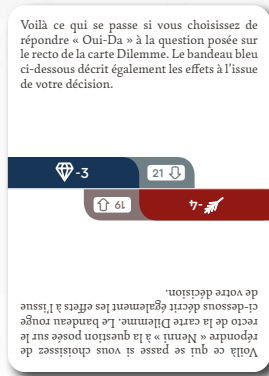 Voilà ce qui se passe si vous choisissez de
répondre « Oui-Da » à la question posée sur
le recto de la carte Dilemme. Le bandeau bleu
ci-dessous décrit également les effets à l'issue
de votre décision.
-3
21
-4
19
Voilà ce qui se passe si vous choisissez de
répondre « Nenni » à la question posée sur le
recto de la carte Dilemme. Le bandeau rouge
ci-dessous décrit également les effets à l'issue
de votre décision.